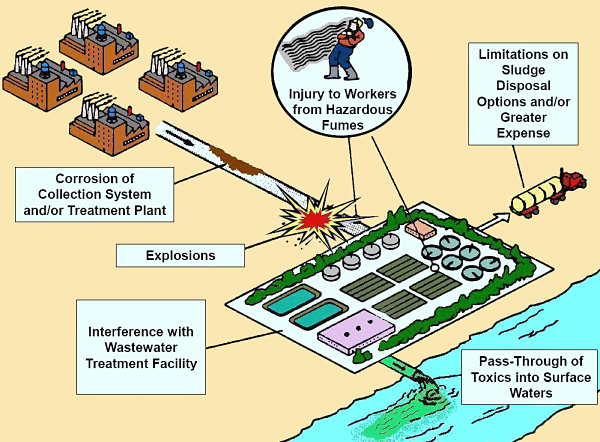 Injury to Workers
from Hazardous
Fumes
Limitations on
Sludge
Disposal
Options and/or
Greater
Expense
Corrosion of
Collection System
and/or Treatment Plant
Explosions
Interference with
Wastewater
Treatment Facility
Pass-Through of
Toxics into Surface
Waters